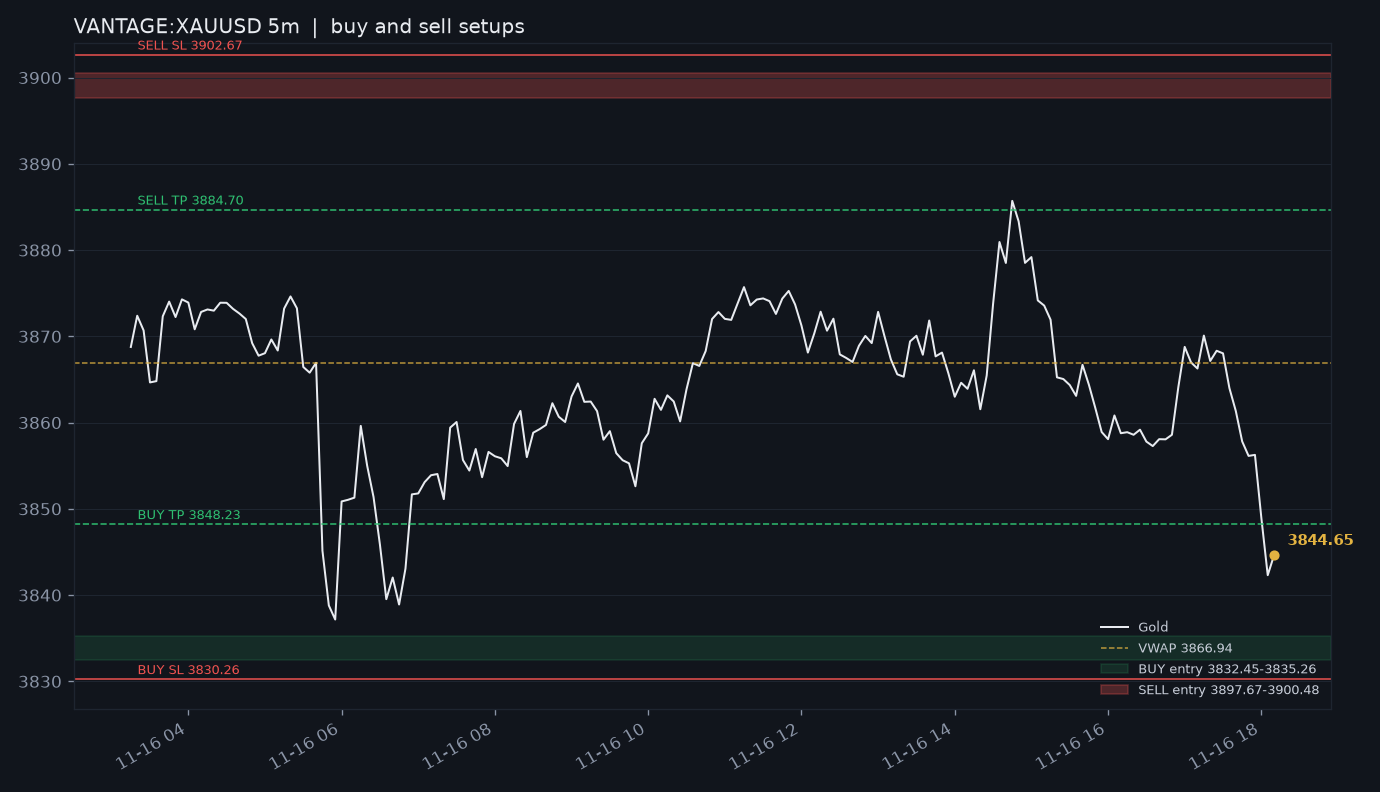 VANTAGE:XAUUSD 5m | buy and sell setups
SELL SL 3902.67
3900
3890
SELL TP 3884.70
3880
3870
3860
3850
BUY TP 3848.23
3844.65
3840
Gold
VWAP 3866.94
BUY entry 3832.45-3835.26
SELL entry 3897.67-3900.48
BUY SL 3830.26
3830
11-16 04
11-16 06
11-16 08
11-16 10
11-16 12
11-16 14
11-16 16
11-16 18